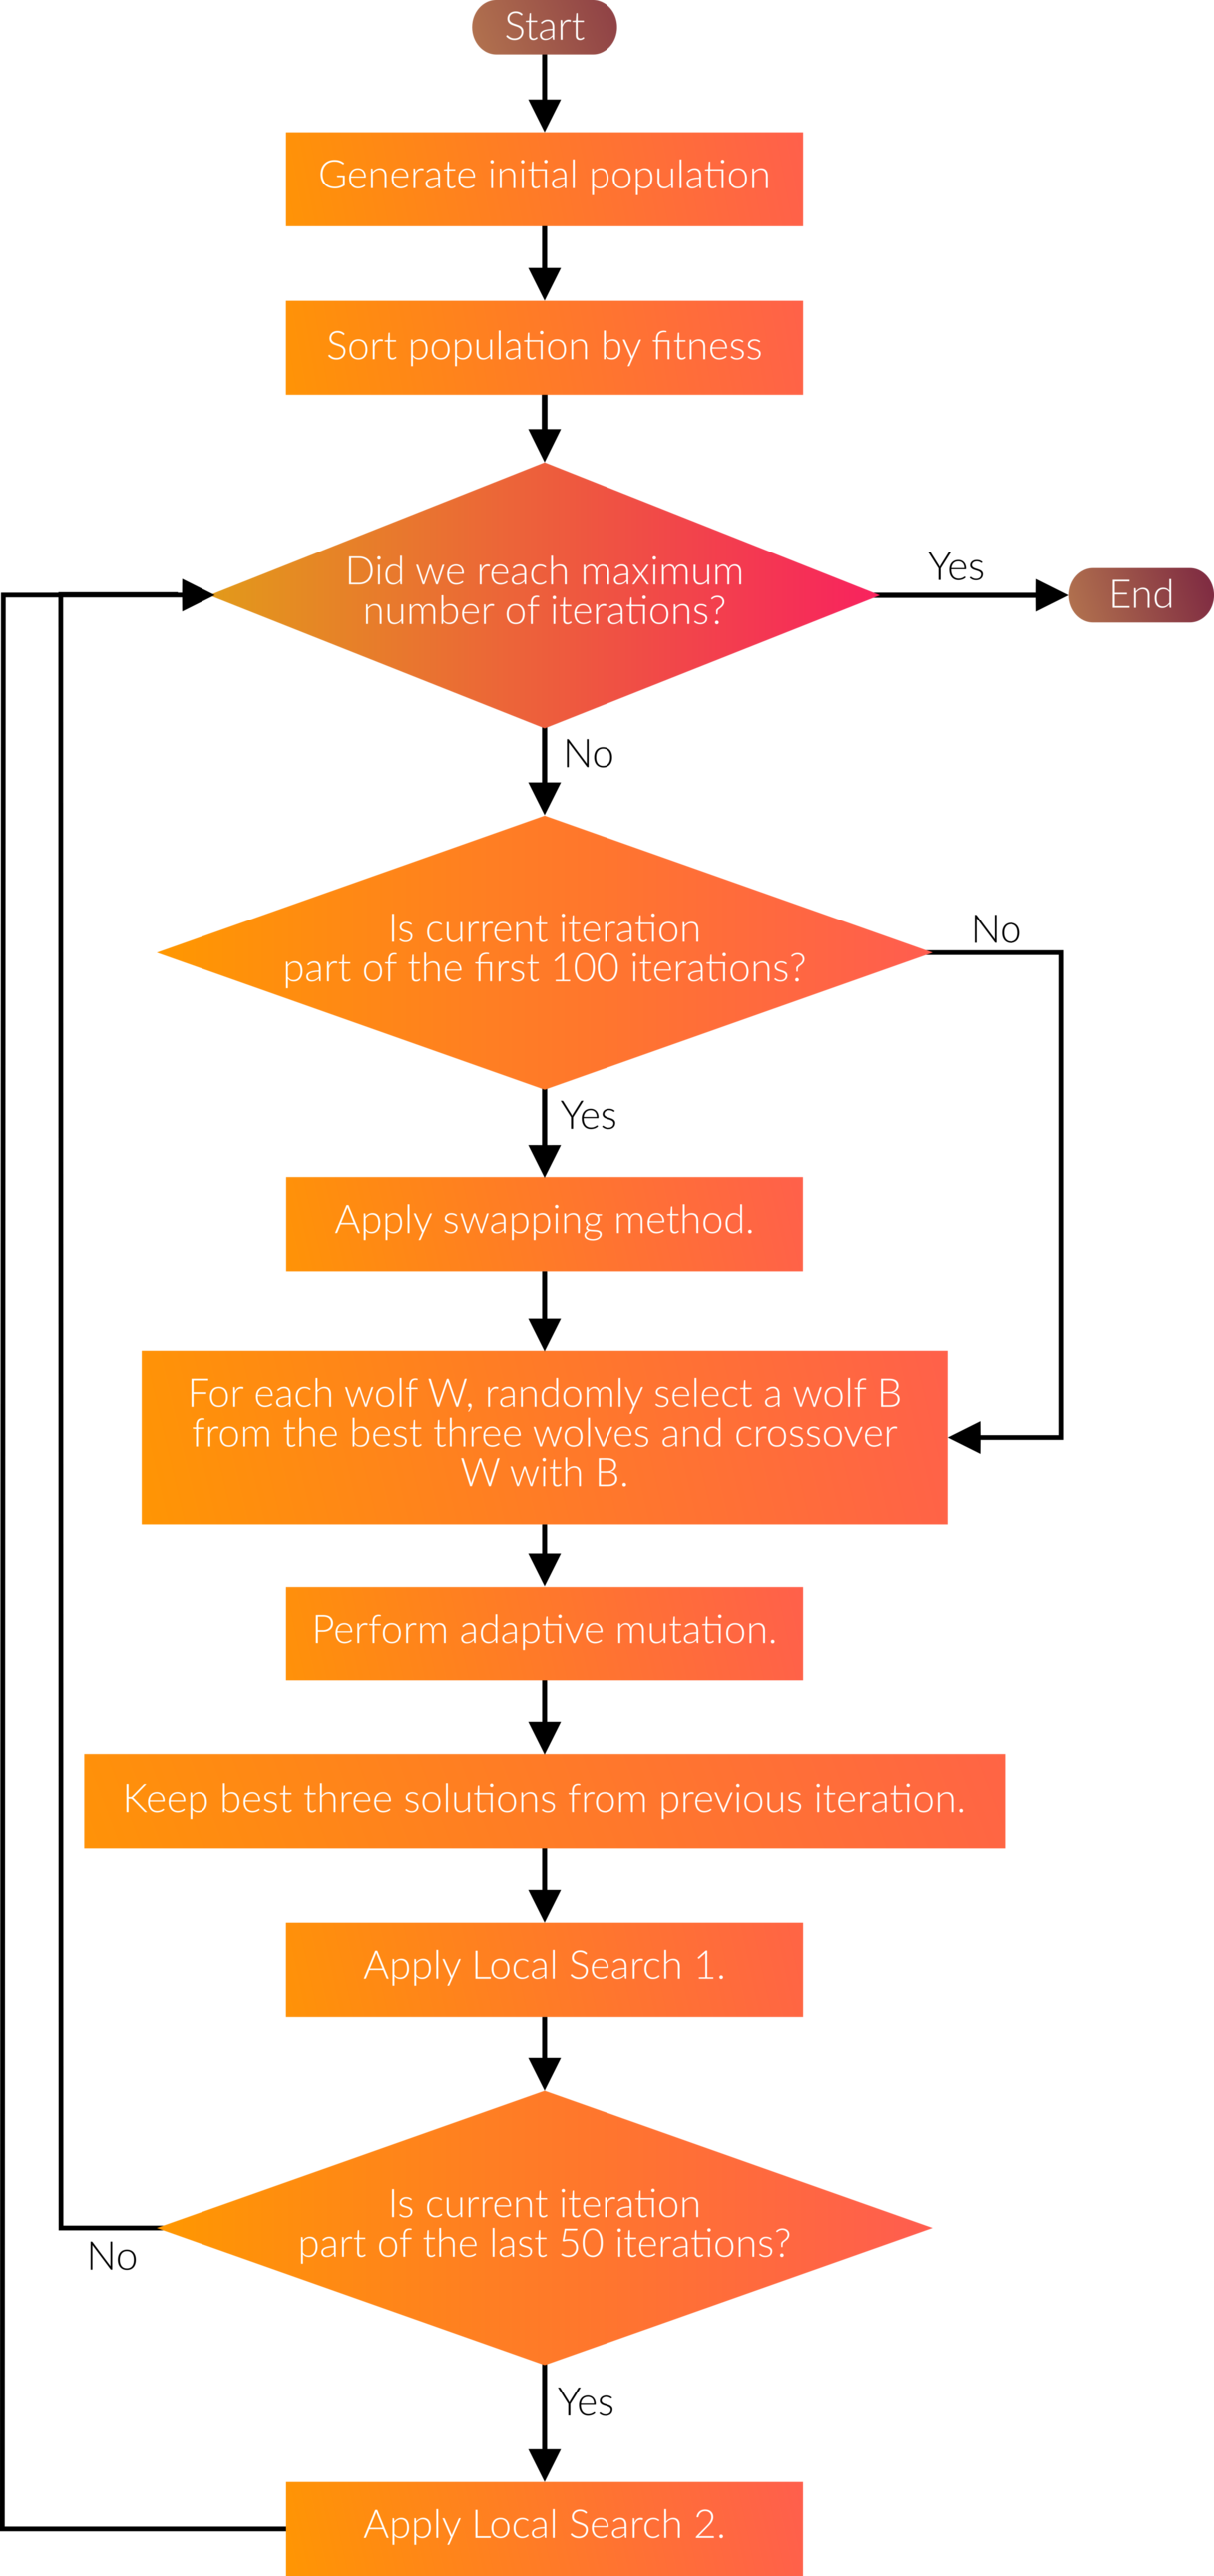 Start
Generate initial population
Sort population by fitness
Did we reach maximum
number of iterations?
Yes
End
No
Is current iteration
part of the first 100 iterations?
No
Yes
Apply swapping method.
For each wolf W, randomly select a wolf B
from the best three wolves and crossover
W with B.
Perform adaptive mutation.
Keep best three solutions from previous iteration.
Apply Local Search 1.
Is current iteration
part of the last 50 iterations?
No
Yes
Apply Local Search 2.